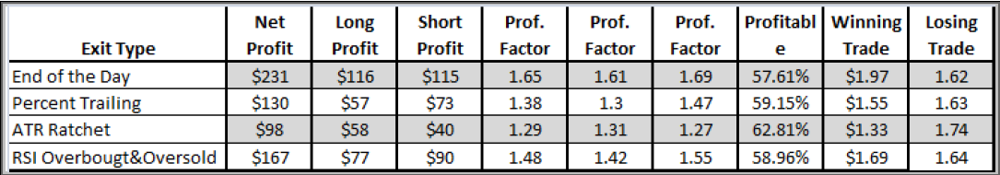 Net Long Short Prof. Prof. Prof. Profitabl Winning Losing
Exit Type Profit Profit Profit Factor Factor Factor e Trade Trade
End of the Day $231 $116 $115 1.65 1.61 1.69 57.61% $1.97 1.62
Percent Trailing $130 $57 $73 1.38 1.3 1.47 59.15% $1.55 1.63
ATR Ratchet $98 $58 $40 1.29 1.31 1.27 62.81% $1.33 1.74
RSI Overbougt&Oversold $167 $77 $90 1.48 1.42 1.55 58.96% $1.69 1.64